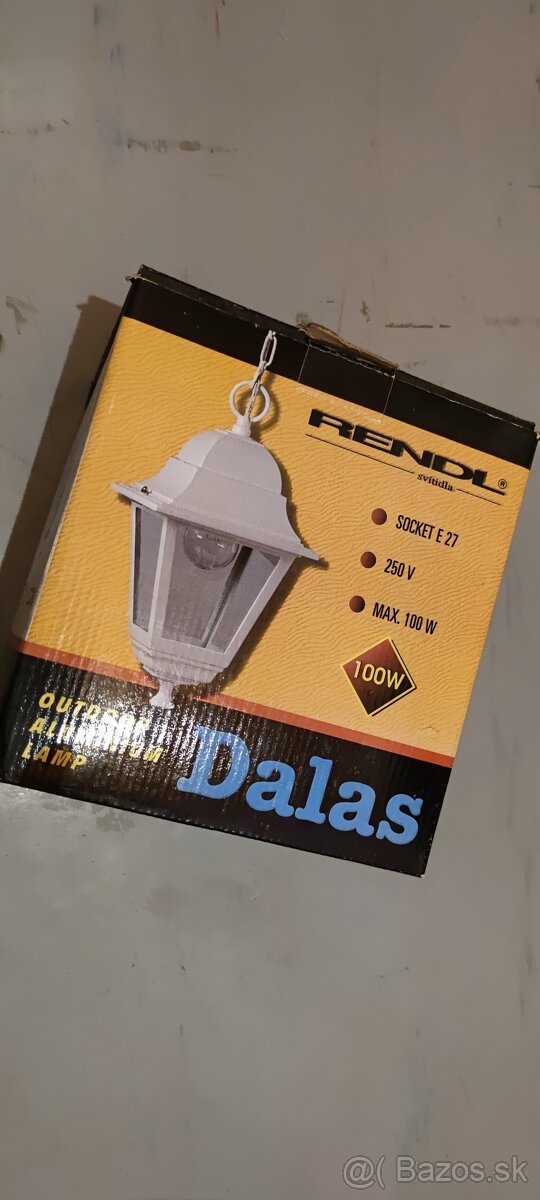 RENDL®
svítidla
SOCKET E 27
250 V
MAX. 100 W
100W
OUTDOOR
ALUMINIUM
LAMP
Dalas
@( Bazos.sk